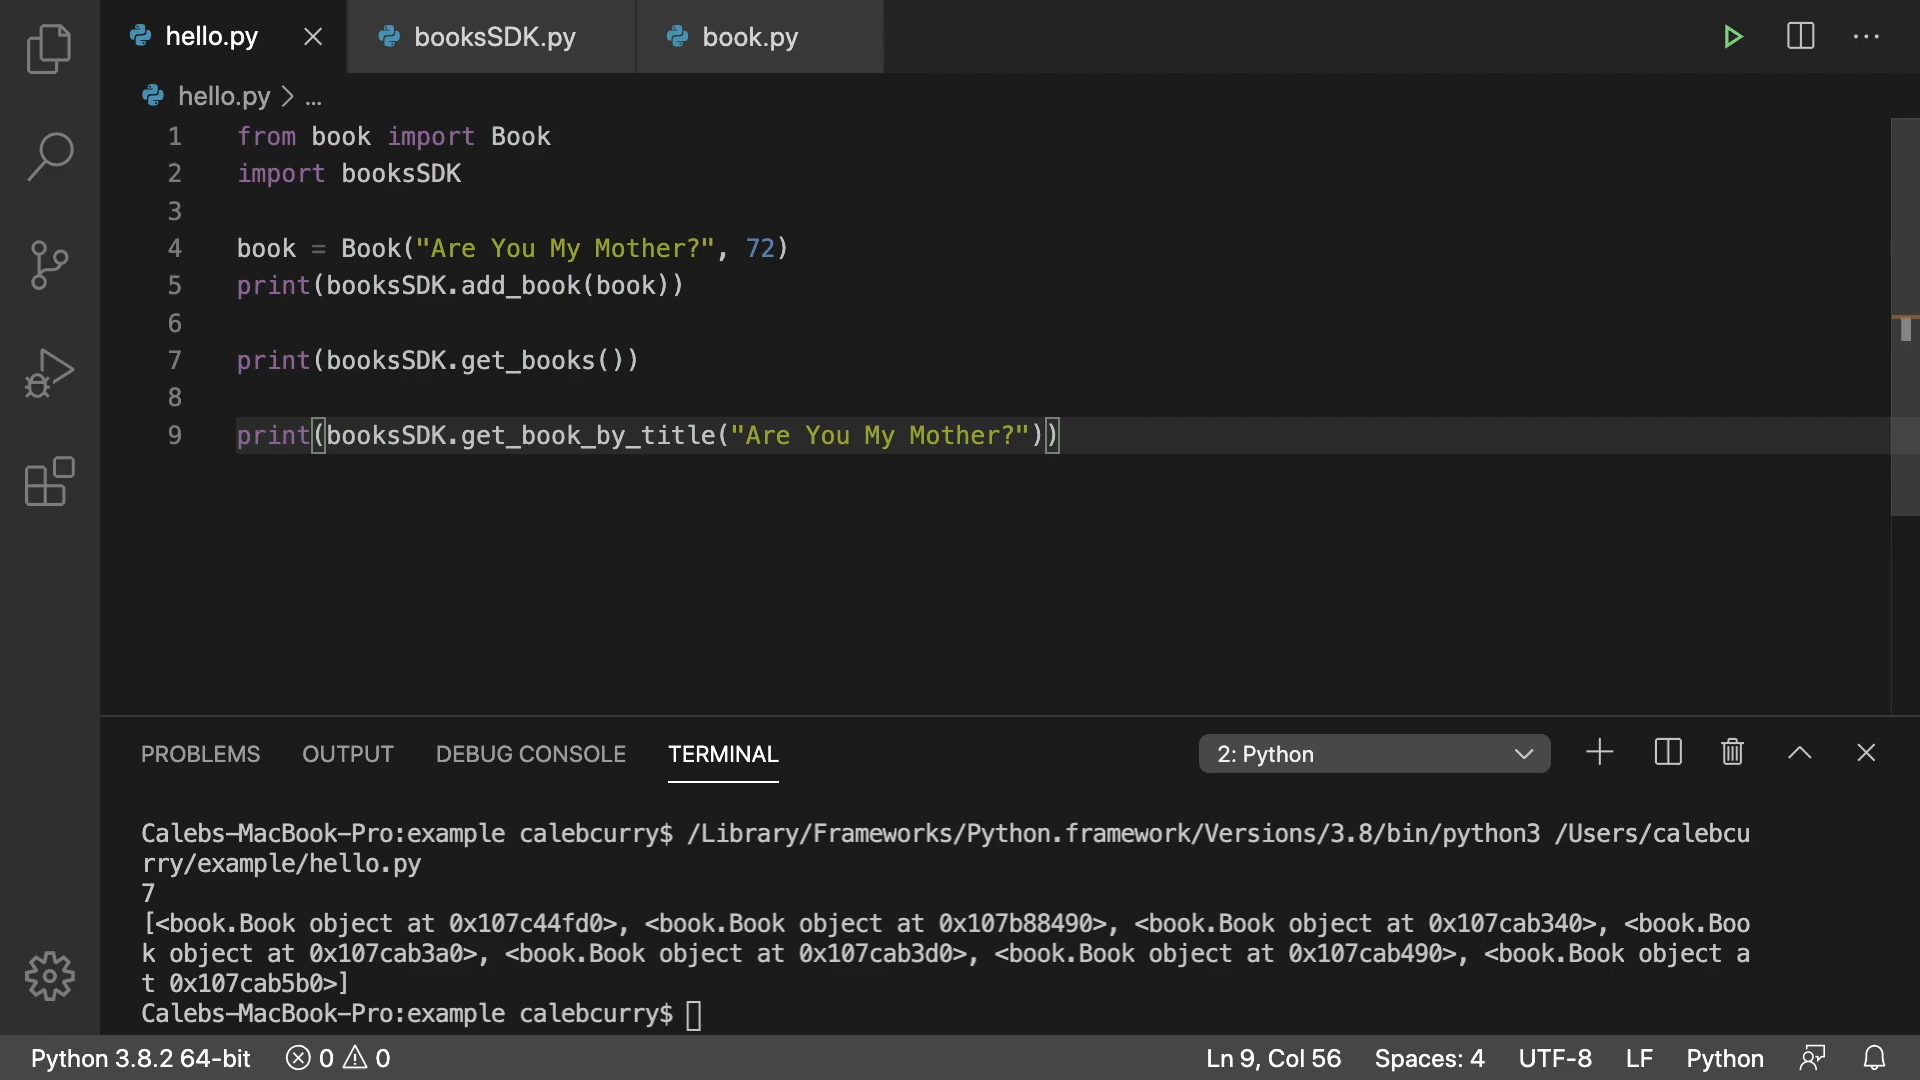 hello.py booksSDK.py book.py
hello.py > ...
1 from book import Book
2 import booksSDK
3
4 book = Book("Are You My Mother?", 72)
5 print(booksSDK.add_book(book))
6
7 print(booksSDK.get_books())
8
9 print(booksSDK.get_book_by_title("Are You My Mother?"))
PROBLEMS OUTPUT DEBUG CONSOLE TERMINAL 2: Python
Calebs-MacBook-Pro:example calebcurry$ /Library/Frameworks/Python.framework/Versions/3.8/bin/python3 /Users/calebcu
rry/example/hello.py
7
[<book.Book object at 0x107c44fd0>, <book.Book object at 0x107b88490>, <book.Book object at 0x107cab340>, <book.Boo
k object at 0x107cab3a0>, <book.Book object at 0x107cab3d0>, <book.Book object at 0x107cab490>, <book.Book object a
t 0x107cab5b0>]
Calebs-MacBook-Pro:example calebcurry$
Python 3.8.2 64-bit 0 0 Ln 9, Col 56 Spaces: 4 UTF-8 LF Python